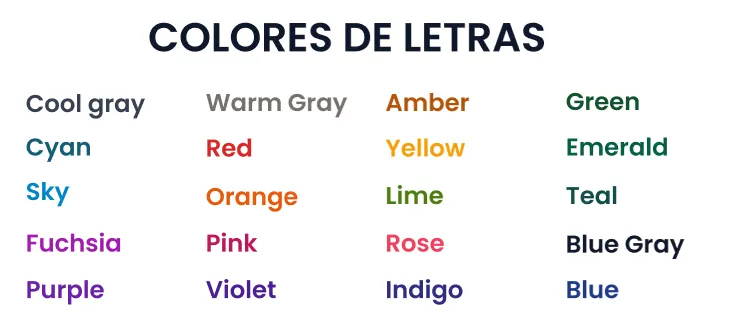 COLORES DE LETRAS
Cool gray Warm Gray Amber Green
Cyan Red Yellow Emerald
Sky Orange Lime Teal
Fuchsia Pink Rose Blue Gray
Purple Violet Indigo Blue